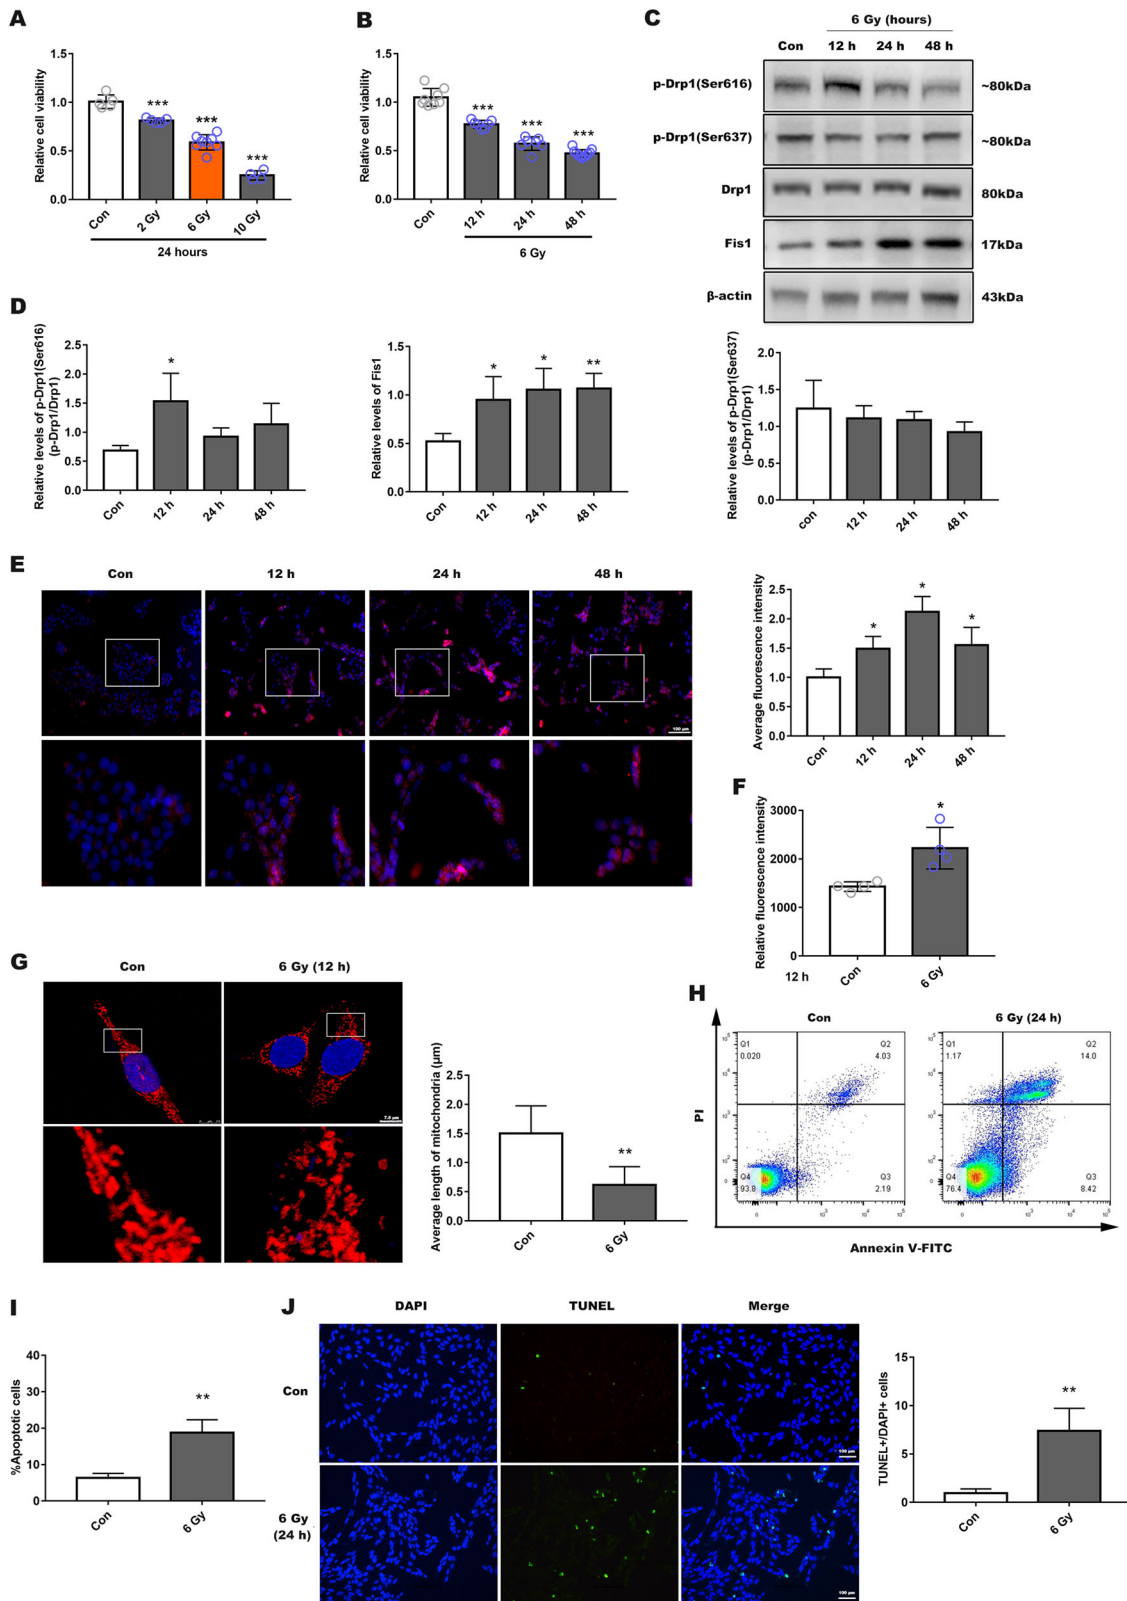 A
Relative cell viability
1.5
1.0
0.5
0.0
***
***
***
Con
2 Gy
6 Gy
10 Gy
24 hours
B
Relative cell viability
1.5
1.0
0.5
0.0
***
***
***
Con
12 h
24 h
48 h
6 Gy
C
6 Gy (hours)
Con 12 h 24 h 48 h
p-Drp1(Ser616) ~80kDa
p-Drp1(Ser637) ~80kDa
Drp1 80kDa
Fis1 17kDa
β-actin 43kDa
D
Relative levels of p-Drp1(Ser616)
(p-Drp1/Drp1)
2.5
2.0
1.5
1.0
0.5
0.0
*
Con
12 h
24 h
48 h
Relative levels of Fis1
1.5
1.0
0.5
0.0
*
*
**
Con
12 h
24 h
48 h
Relative levels of p-Drp1(Ser637)
(p-Drp1/Drp1)
2.0
1.5
1.0
0.5
0.0
con
12 h
24 h
48 h
E
Con 12 h 24 h 48 h
100 μm
Average fluorescence intensity
2.5
2.0
1.5
1.0
0.5
0.0
*
*
*
Con
12 h
24 h
48 h
F
Relative fluorescence intensity
3000
2000
1000
0
*
12 h
Con
6 Gy
G
Con 6 Gy (12 h)
7.5 μm
Average length of mitochondria (μm)
2.5
2.0
1.5
1.0
0.5
0.0
**
Con
6 Gy
H
Con 6 Gy (24 h)
PI
Q1
0.020
Q2
4.03
Q4
93.8
Q3
2.19
Q1
1.17
Q2
14.0
Q4
76.4
Q3
8.42
Annexin V-FITC
I
%Apoptotic cells
40
30
20
10
0
**
Con
6 Gy
J
DAPI TUNEL Merge
Con
100 μm
6 Gy
(24 h)
100 μm
TUNEL+/DAPI+ cells
15
10
5
0
**
Con
6 Gy